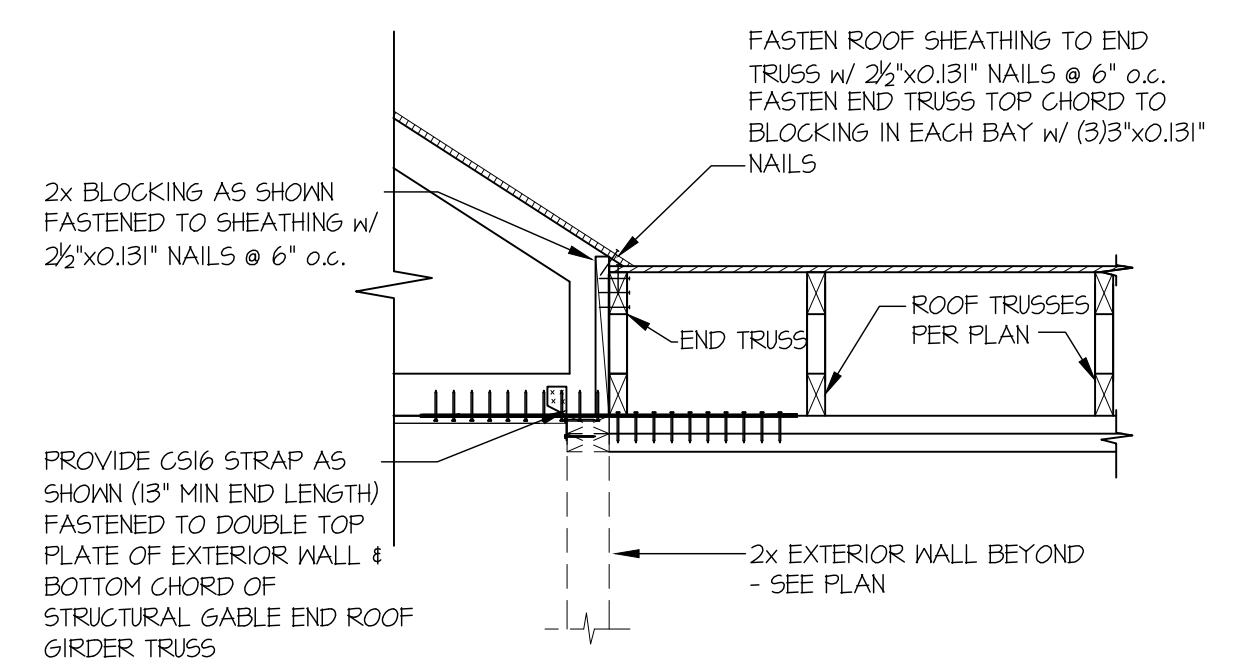 FASTEN ROOF SHEATHING TO END
TRUSS w/ 2½"x0.131" NAILS @ 6" o.c.
FASTEN END TRUSS TOP CHORD TO
BLOCKING IN EACH BAY w/ (3)3"x0.131"
NAILS
2x BLOCKING AS SHOWN
FASTENED TO SHEATHING w/
2½"x0.131" NAILS @ 6" o.c.
END TRUSS
ROOF TRUSSES
PER PLAN
PROVIDE CS16 STRAP AS
SHOWN (13" MIN END LENGTH)
FASTENED TO DOUBLE TOP
PLATE OF EXTERIOR WALL &
BOTTOM CHORD OF
STRUCTURAL GABLE END ROOF
GIRDER TRUSS
2x EXTERIOR WALL BEYOND
- SEE PLAN